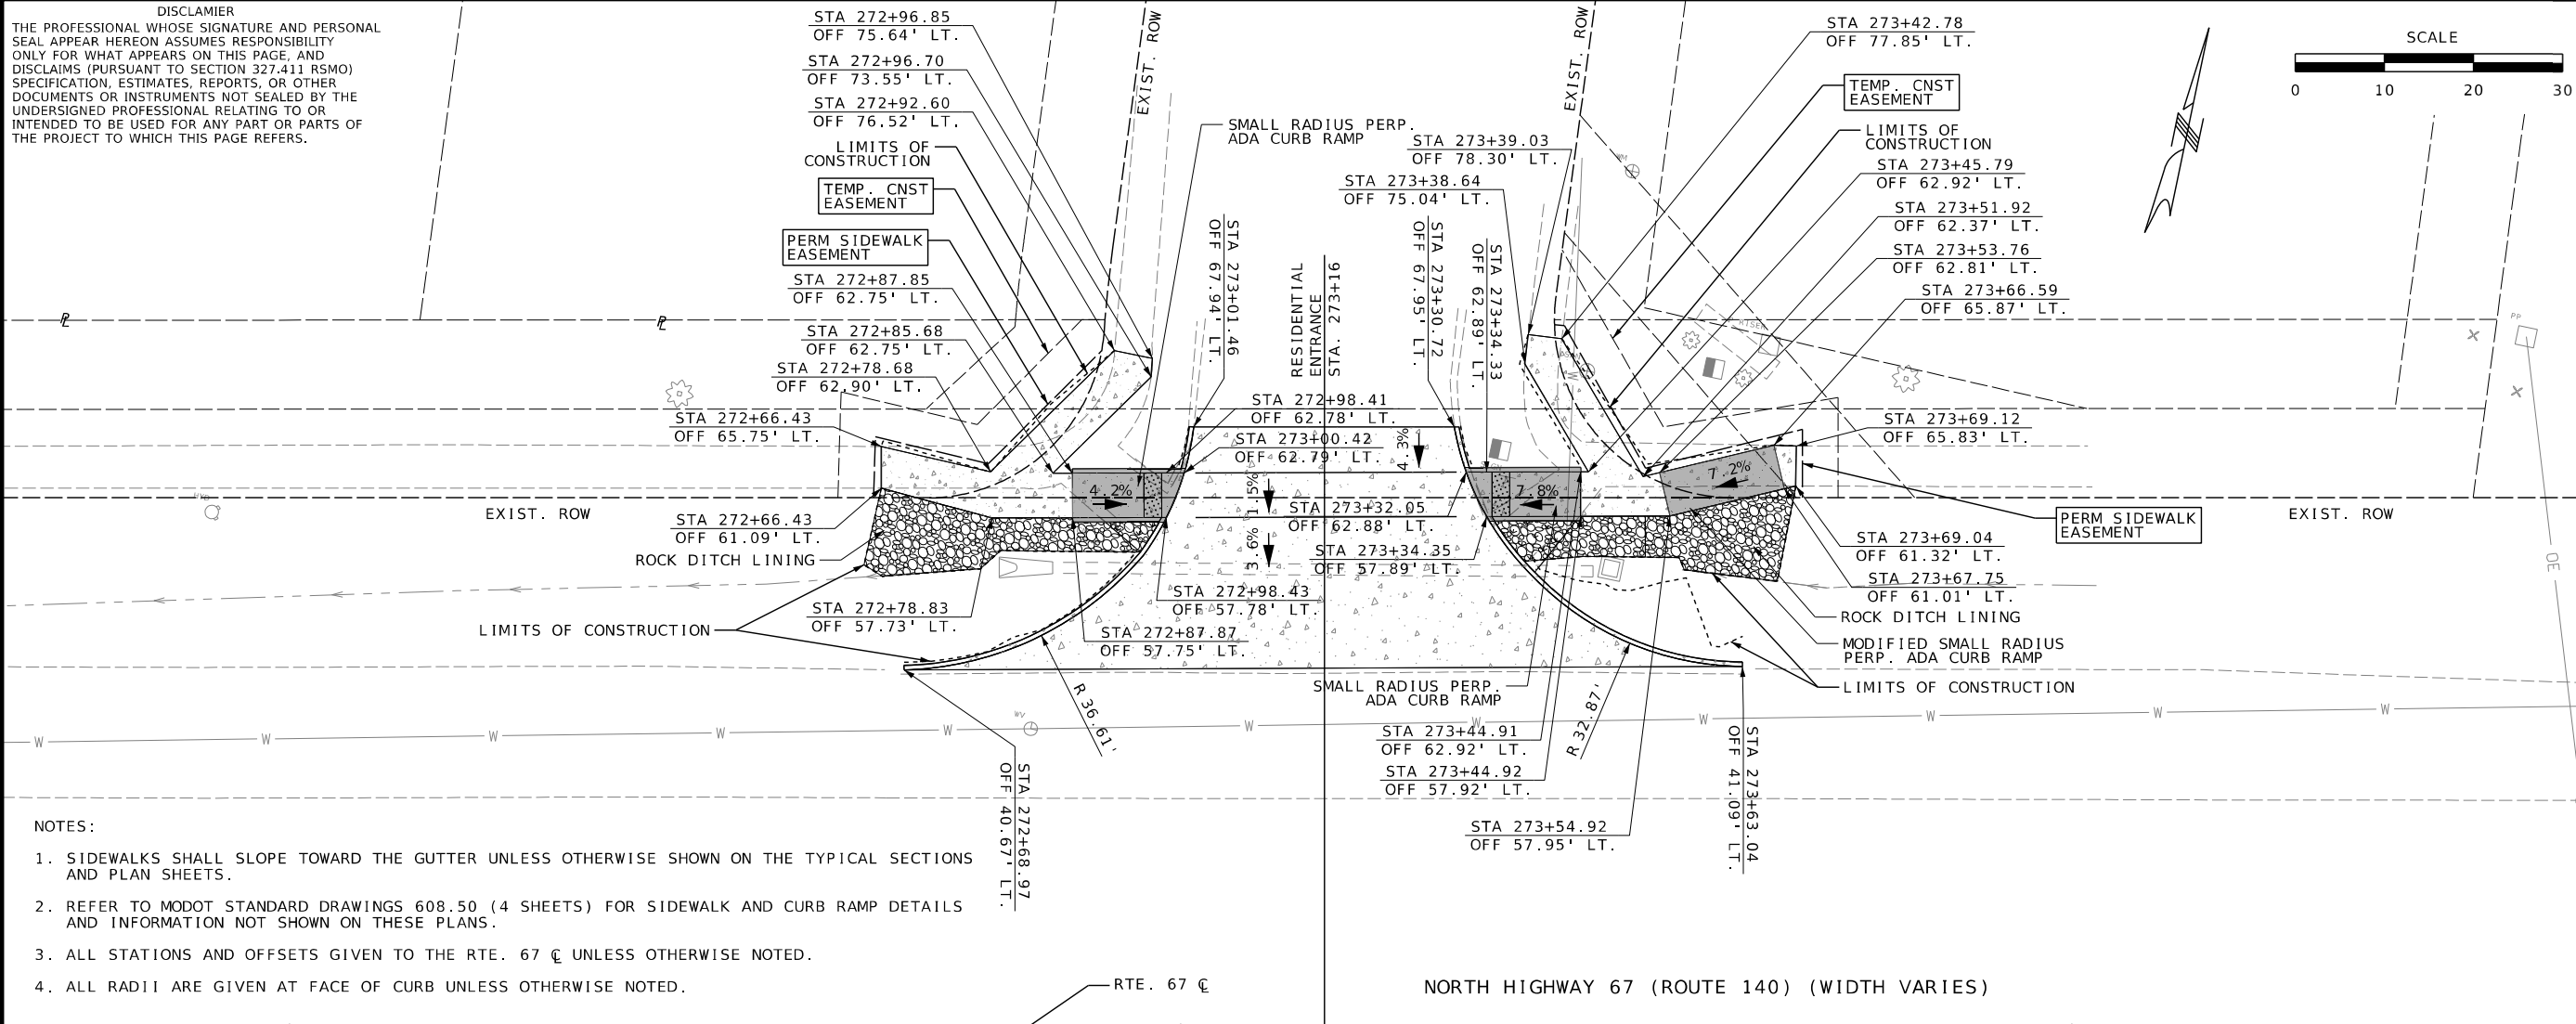 DISCLAMIER
THE PROFESSIONAL WHOSE SIGNATURE AND PERSONAL
SEAL APPEAR HEREON ASSUMES RESPONSIBILITY
ONLY FOR WHAT APPEARS ON THIS PAGE, AND
DISCLAIMS (PURSUANT TO SECTION 327.411 RSMO)
SPECIFICATION, ESTIMATES, REPORTS, OR OTHER
DOCUMENTS OR INSTRUMENTS NOT SEALED BY THE
UNDERSIGNED PROFESSIONAL RELATING TO OR
INTENDED TO BE USED FOR ANY PART OR PARTS OF
THE PROJECT TO WHICH THIS PAGE REFERS.
STA 272+96.85
OFF 75.64' LT.
STA 272+96.70
OFF 73.55' LT.
STA 272+92.60
OFF 76.52' LT.
LIMITS OF
CONSTRUCTION
TEMP. CNST
EASEMENT
PERM SIDEWALK
EASEMENT
STA 272+87.85
OFF 62.75' LT.
STA 272+85.68
OFF 62.75' LT.
STA 272+78.68
OFF 62.90' LT.
STA 272+66.43
OFF 65.75' LT.
EXIST. ROW
STA 272+66.43
OFF 61.09' LT.
ROCK DITCH LINING
STA 272+78.83
OFF 57.73' LT.
LIMITS OF CONSTRUCTION
EXIST. ROW
SMALL RADIUS PERP.
ADA CURB RAMP
STA 273+01.46
OFF 67.94' LT.
RESIDENTIAL
ENTRANCE
STA. 273+16
STA 272+98.41
OFF 62.78' LT.
STA 273+00.42
OFF 62.79' LT.
4.2%
1.5%
3.6%
4.3%
7.8%
7.2%
STA 273+32.05
OFF 62.88' LT.
STA 273+34.35
OFF 57.89' LT.
STA 272+98.43
OFF 57.78' LT.
STA 272+87.87
OFF 57.75' LT.
R 36.61'
STA 272+68.97
OFF 40.67' LT.
EXIST. ROW
STA 273+39.03
OFF 78.30' LT.
STA 273+38.64
OFF 75.04' LT.
STA 273+30.72
OFF 67.95' LT.
STA 273+34.33
OFF 62.89' LT.
STA 273+42.78
OFF 77.85' LT.
TEMP. CNST
EASEMENT
LIMITS OF
CONSTRUCTION
STA 273+45.79
OFF 62.92' LT.
STA 273+51.92
OFF 62.37' LT.
STA 273+53.76
OFF 62.81' LT.
STA 273+66.59
OFF 65.87' LT.
STA 273+69.12
OFF 65.83' LT.
PERM SIDEWALK
EASEMENT
EXIST. ROW
STA 273+69.04
OFF 61.32' LT.
STA 273+67.75
OFF 61.01' LT.
ROCK DITCH LINING
MODIFIED SMALL RADIUS
PERP. ADA CURB RAMP
LIMITS OF CONSTRUCTION
SMALL RADIUS PERP.
ADA CURB RAMP
STA 273+44.91
OFF 62.92' LT.
STA 273+44.92
OFF 57.92' LT.
R 32.87'
STA 273+54.92
OFF 57.95' LT.
STA 273+63.04
OFF 41.09' LT.
SCALE
0 10 20 30
PP
OE
WV
W W W W W W W W W W W
NOTES:
1. SIDEWALKS SHALL SLOPE TOWARD THE GUTTER UNLESS OTHERWISE SHOWN ON THE TYPICAL SECTIONS
AND PLAN SHEETS.
2. REFER TO MODOT STANDARD DRAWINGS 608.50 (4 SHEETS) FOR SIDEWALK AND CURB RAMP DETAILS
AND INFORMATION NOT SHOWN ON THESE PLANS.
3. ALL STATIONS AND OFFSETS GIVEN TO THE RTE. 67 ℄ UNLESS OTHERWISE NOTED.
4. ALL RADII ARE GIVEN AT FACE OF CURB UNLESS OTHERWISE NOTED.
RTE. 67 ℄
NORTH HIGHWAY 67 (ROUTE 140) (WIDTH VARIES)